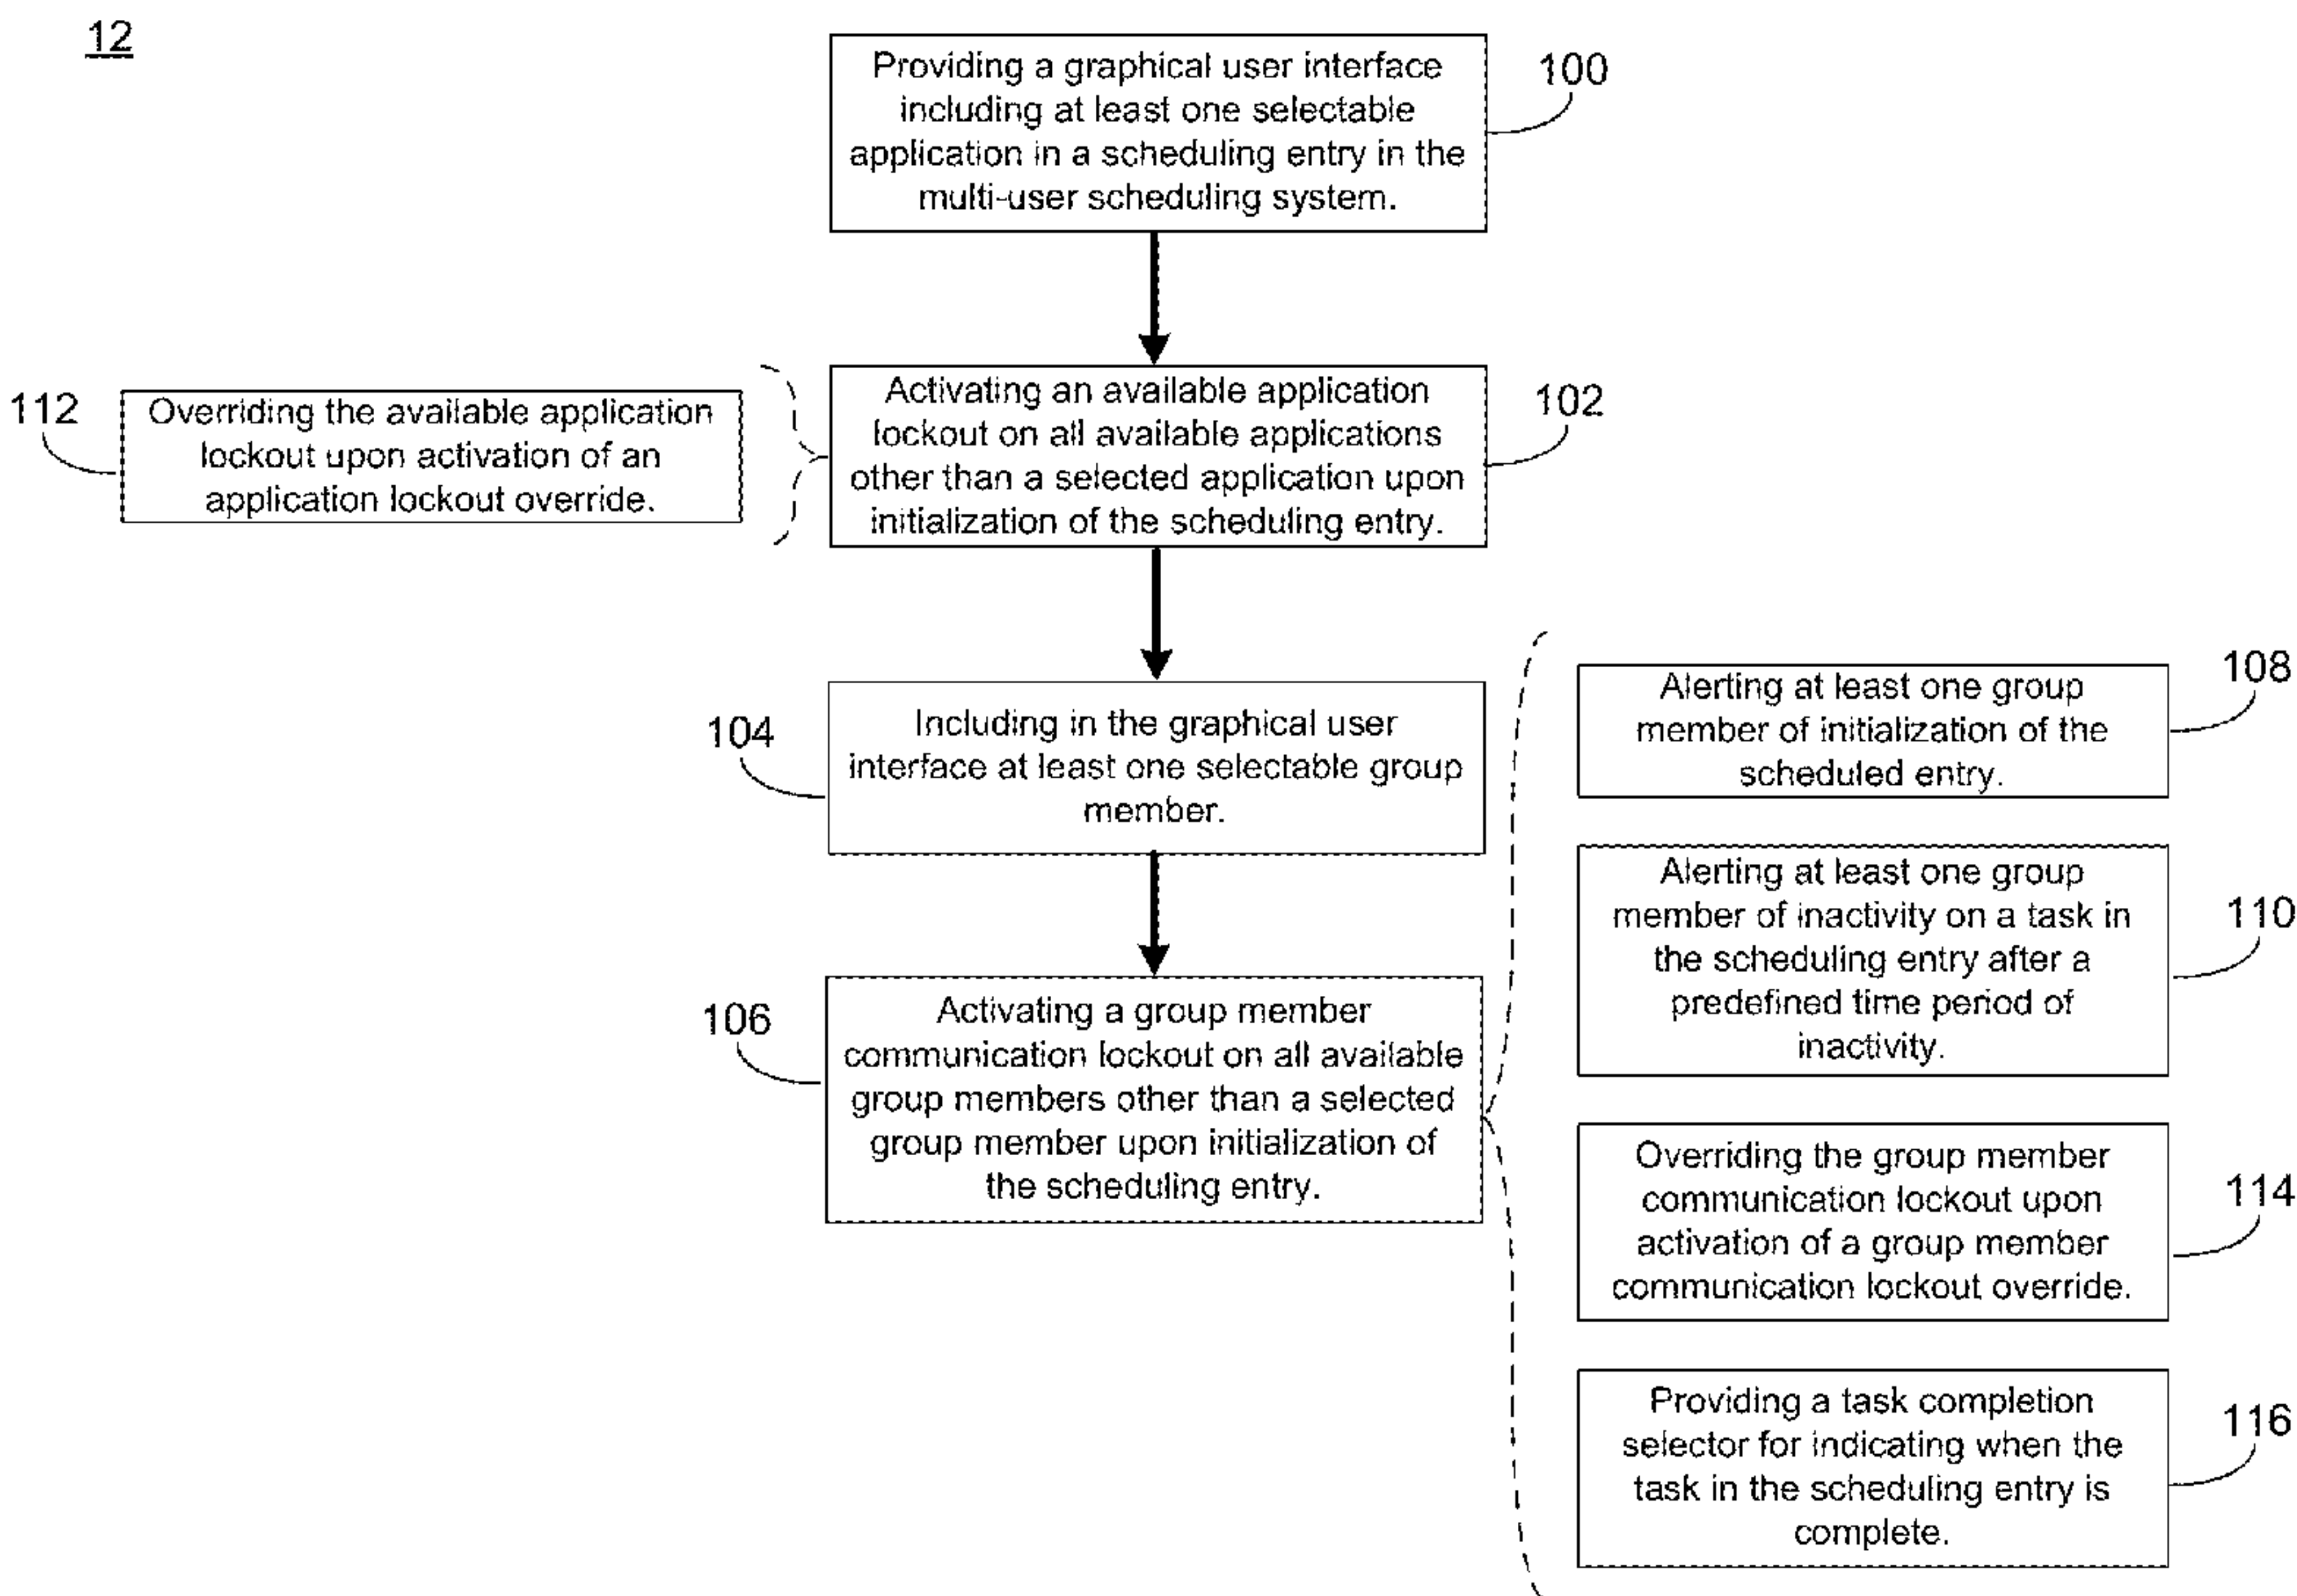 12
Providing a graphical user interface
including at least one selectable
application in a scheduling entry in the
multi-user scheduling system.
100
112
Overriding the available application
lockout upon activation of an
application lockout override.
Activating an available application
lockout on all available applications
other than a selected application upon
initialization of the scheduling entry.
102
104
Including in the graphical user
interface at least one selectable group
member.
106
Activating a group member
communication lockout on all available
group members other than a selected
group member upon initialization of
the scheduling entry.
Alerting at least one group
member of initialization of the
scheduled entry.
108
Alerting at least one group
member of inactivity on a task in
the scheduling entry after a
predefined time period of
inactivity.
110
Overriding the group member
communication lockout upon
activation of a group member
communication lockout override.
114
Providing a task completion
selector for indicating when the
task in the scheduling entry is
complete.
116